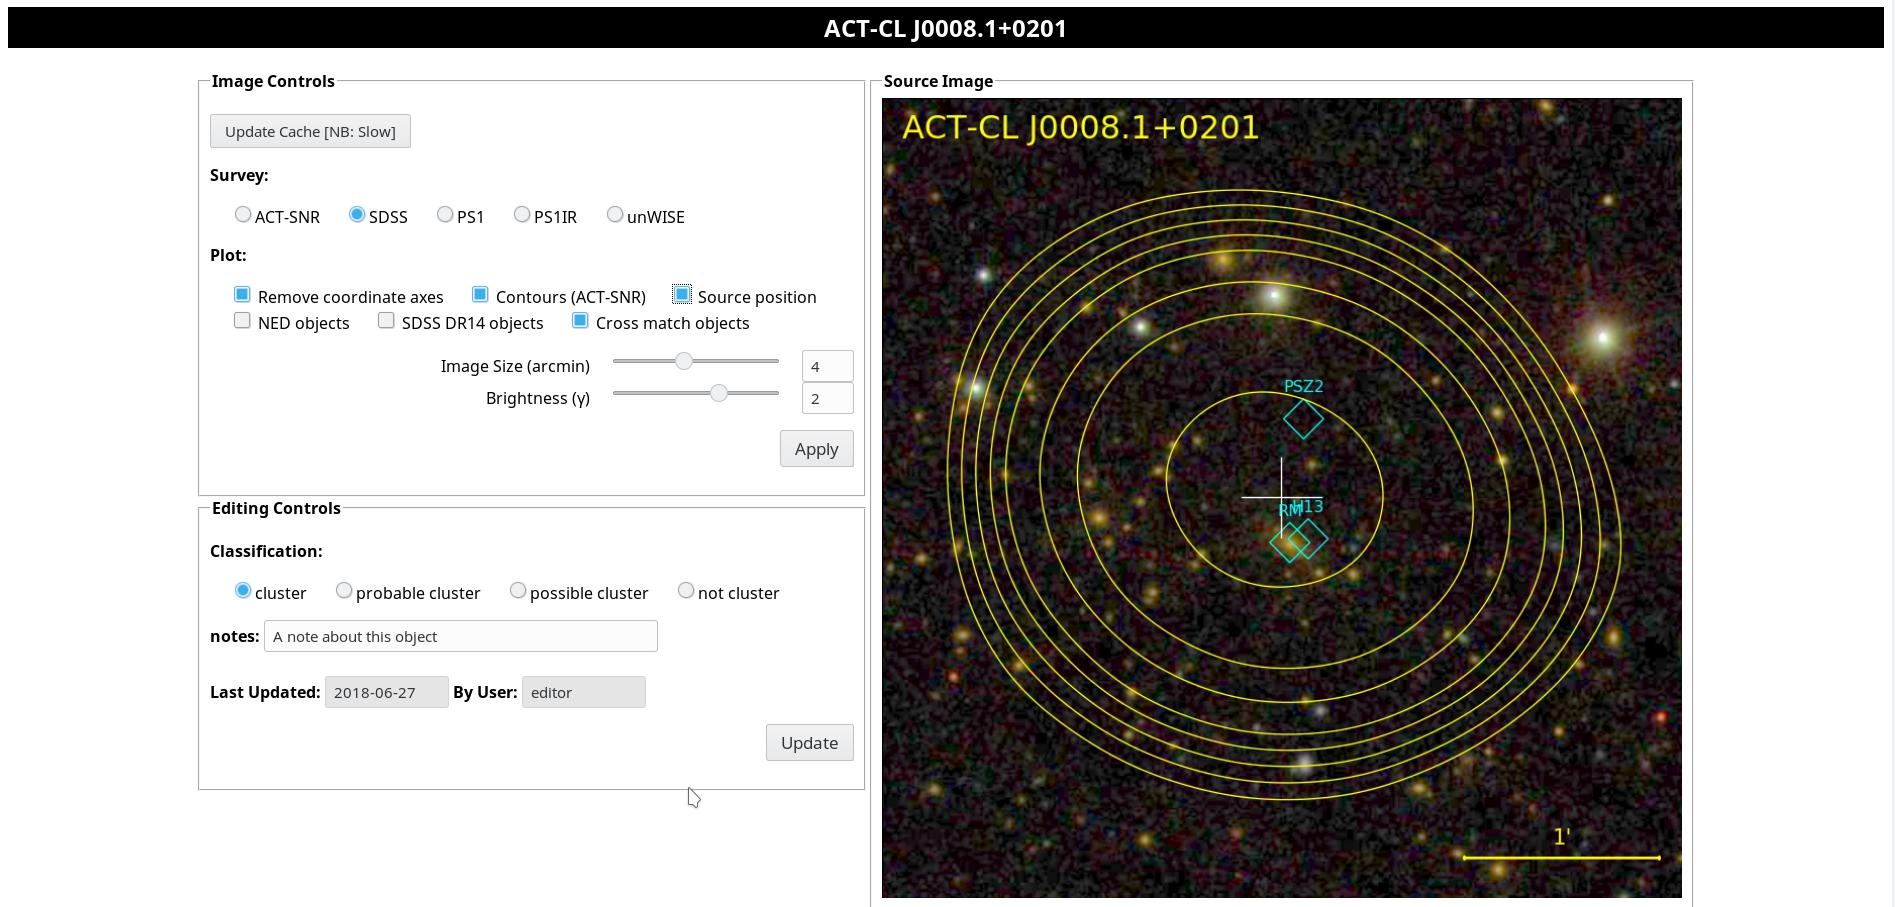 ACT-CL J0008.1+0201
Image Controls
Update Cache [NB: Slow]
Survey:
ACT-SNR SDSS PS1 PS1IR unWISE
Plot:
Remove coordinate axes Contours (ACT-SNR) Source position
NED objects SDSS DR14 objects Cross match objects
Image Size (arcmin) 4
Brightness (γ) 2
Apply
Editing Controls
Classification:
cluster probable cluster possible cluster not cluster
notes: A note about this object
Last Updated: 2018-06-27 By User: editor
Update
Source Image
ACT-CL J0008.1+0201
PSZ2
RM H13
1'